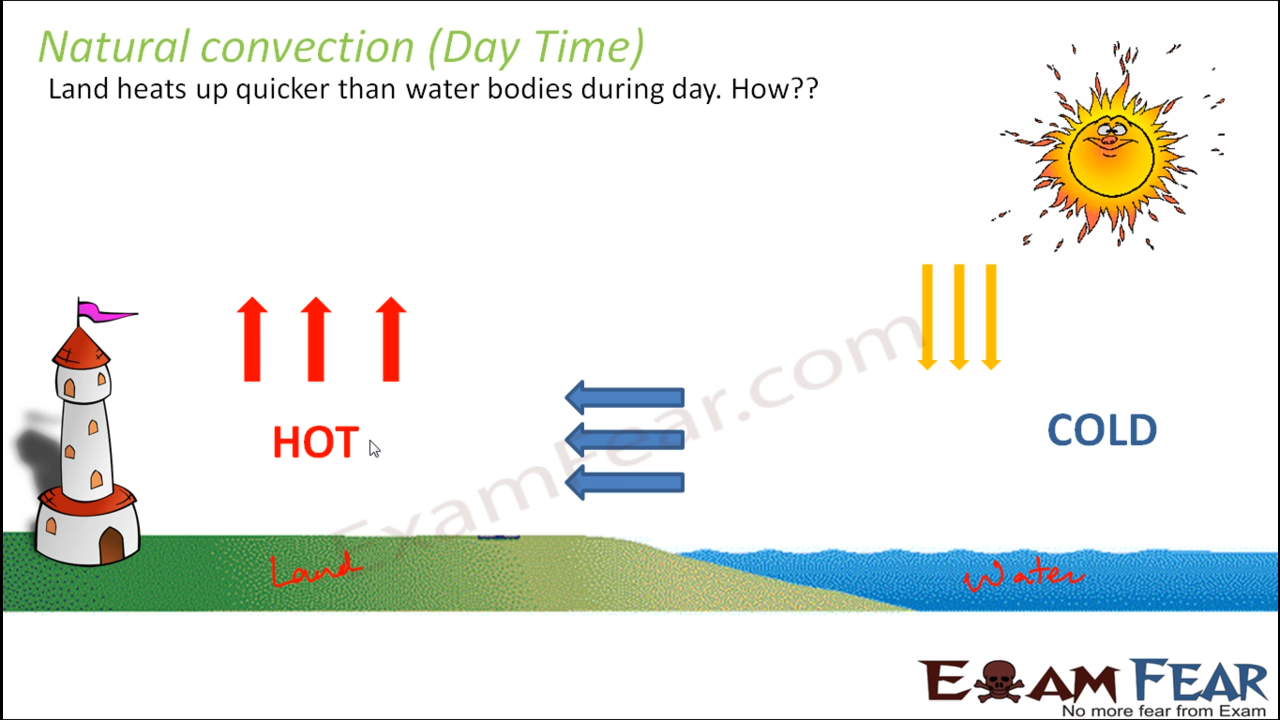 Natural convection (Day Time)
Land heats up quicker than water bodies during day. How??
HOT
COLD
ExamFear.com
Land
Water
EXAM FEAR
No more fear from Exam